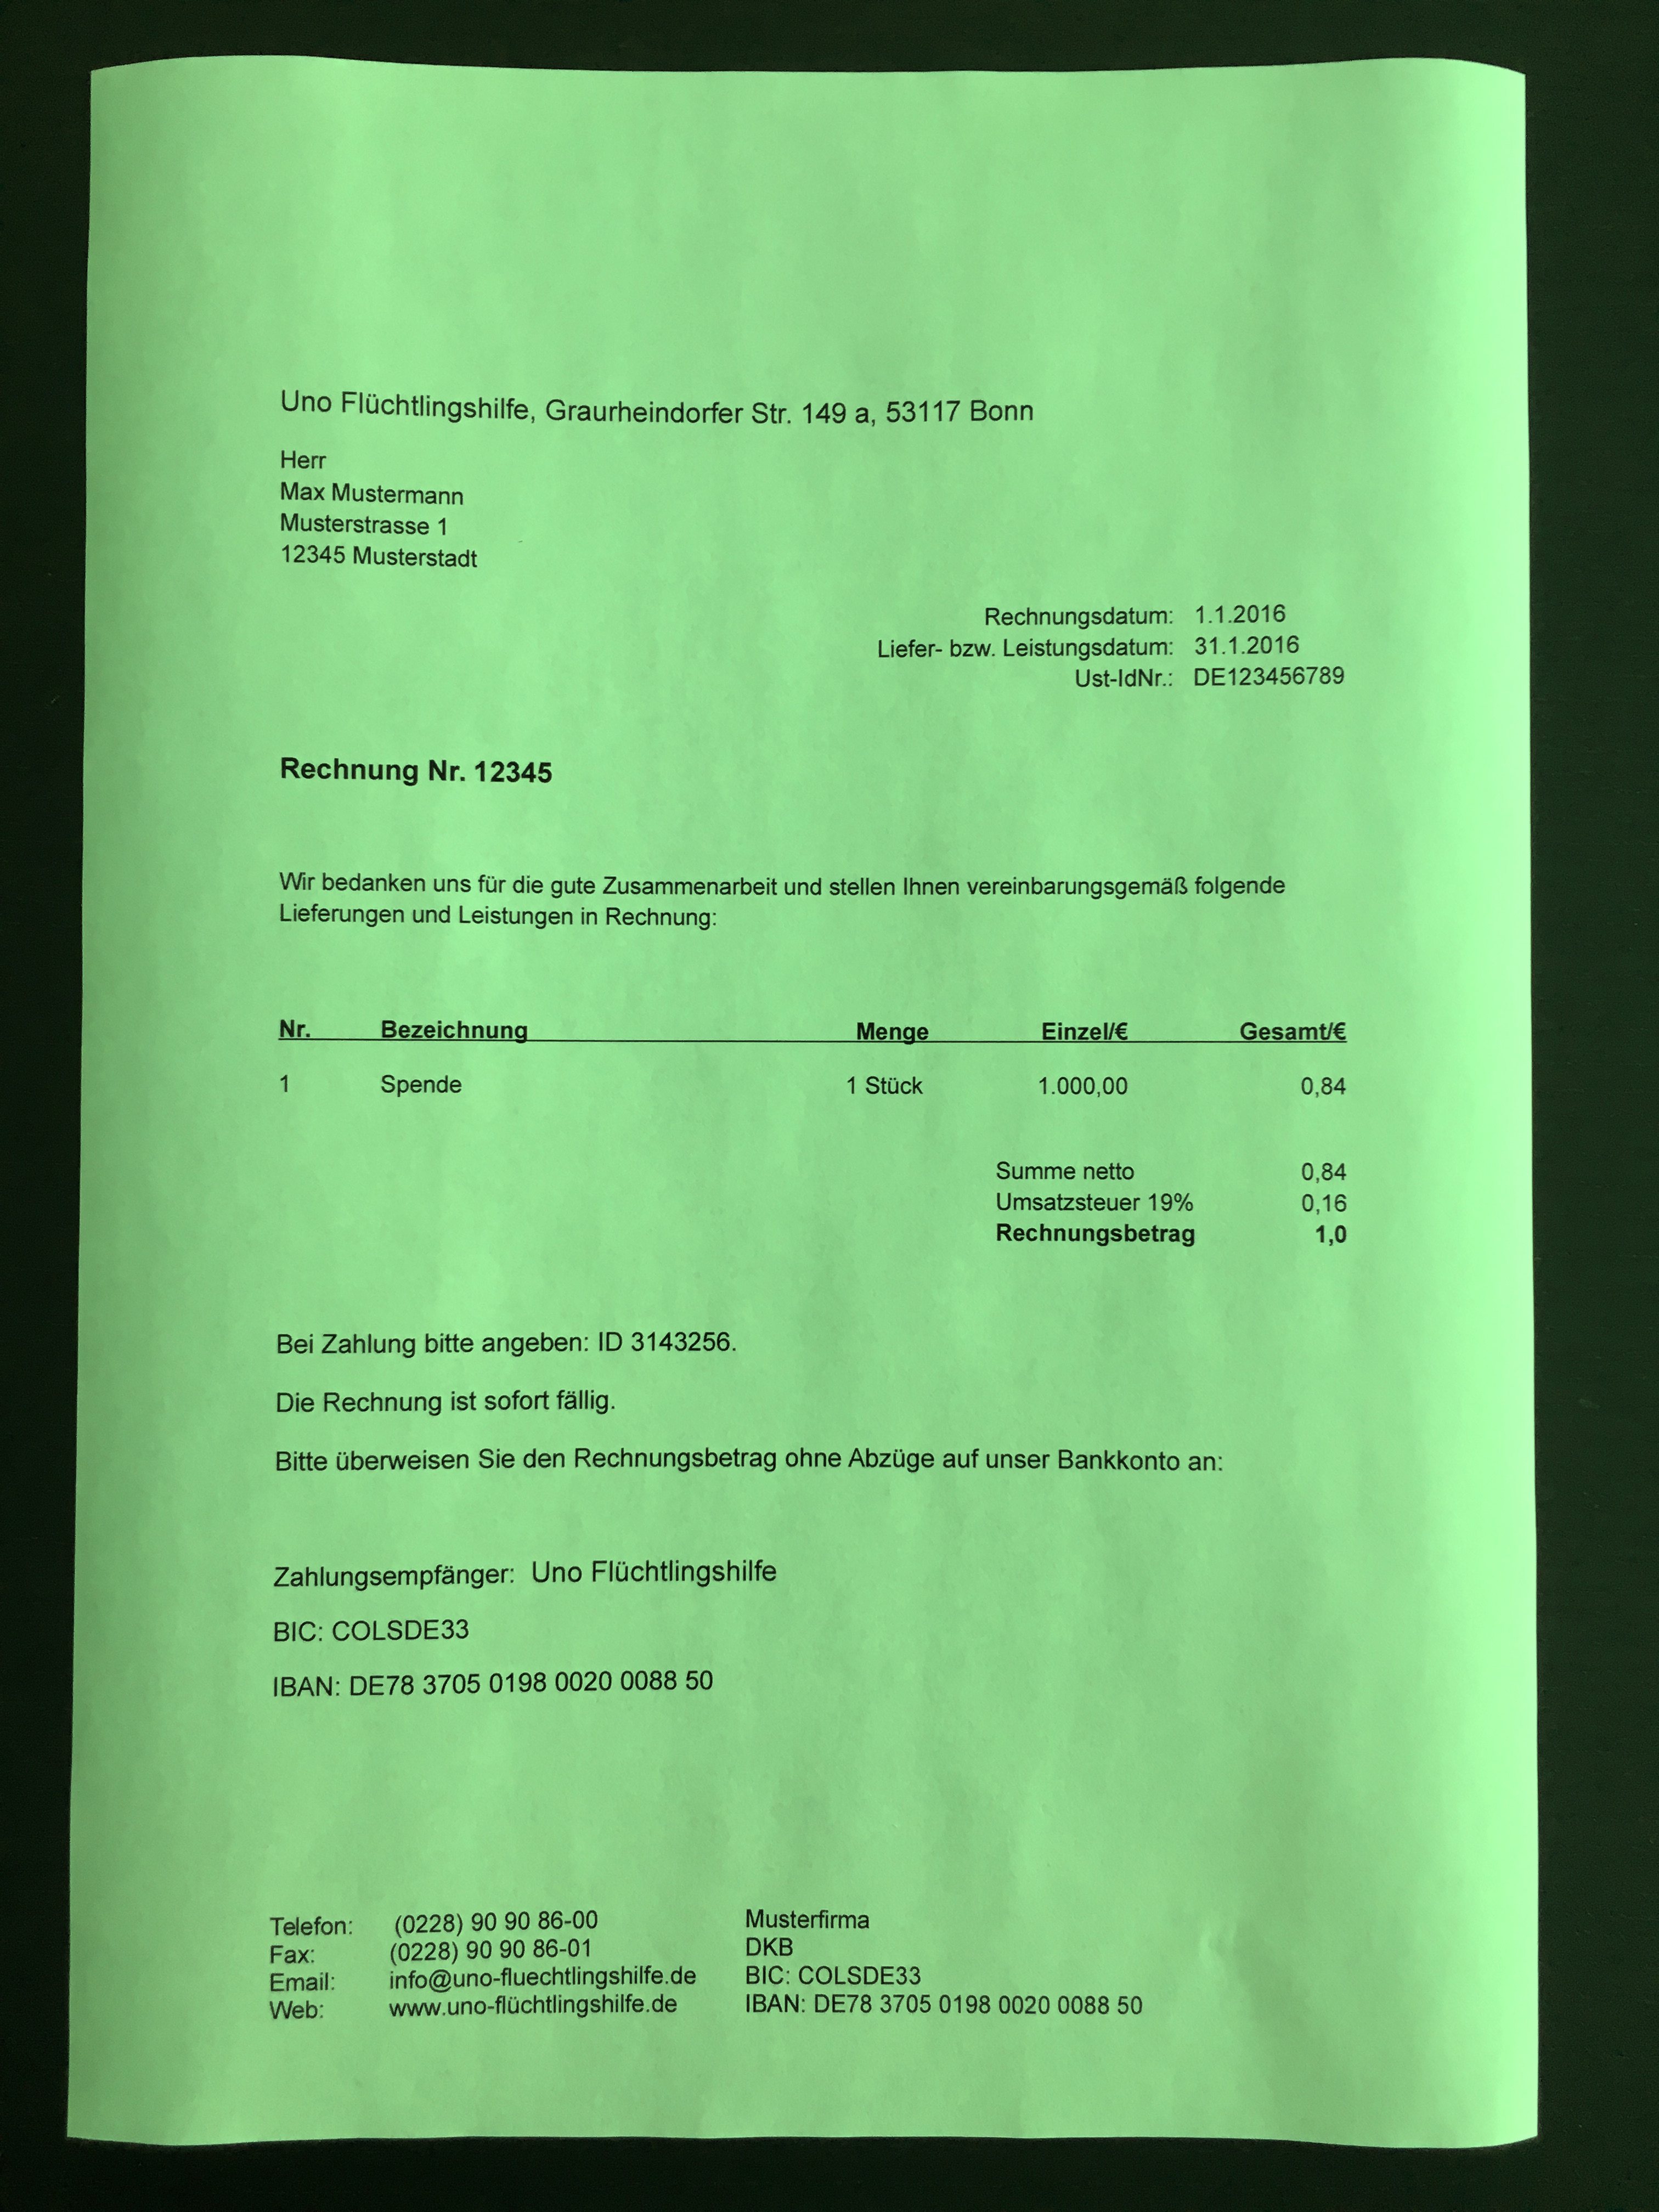 Uno Flüchtlingshilfe, Graurheindorfer Str. 149 a, 53117 Bonn
Herr
Max Mustermann
Musterstrasse 1
12345 Musterstadt
Rechnungsdatum: 1.1.2016
Liefer- bzw. Leistungsdatum: 31.1.2016
Ust-IdNr.: DE123456789
Rechnung Nr. 12345
Wir bedanken uns für die gute Zusammenarbeit und stellen Ihnen vereinbarungsgemäß folgende
Lieferungen und Leistungen in Rechnung:
Nr. Bezeichnung Menge Einzel/€ Gesamt/€
1 Spende 1 Stück 1.000,00 0,84
Summe netto 0,84
Umsatzsteuer 19% 0,16
Rechnungsbetrag 1,0
Bei Zahlung bitte angeben: ID 3143256.
Die Rechnung ist sofort fällig.
Bitte überweisen Sie den Rechnungsbetrag ohne Abzüge auf unser Bankkonto an:
Zahlungsempfänger: Uno Flüchtlingshilfe
BIC: COLSDE33
IBAN: DE78 3705 0198 0020 0088 50
Telefon: (0228) 90 90 86-00
Fax: (0228) 90 90 86-01
Email: info@uno-fluechtlingshilfe.de
Web: www.uno-flüchtlingshilfe.de
Musterfirma
DKB
BIC: COLSDE33
IBAN: DE78 3705 0198 0020 0088 50